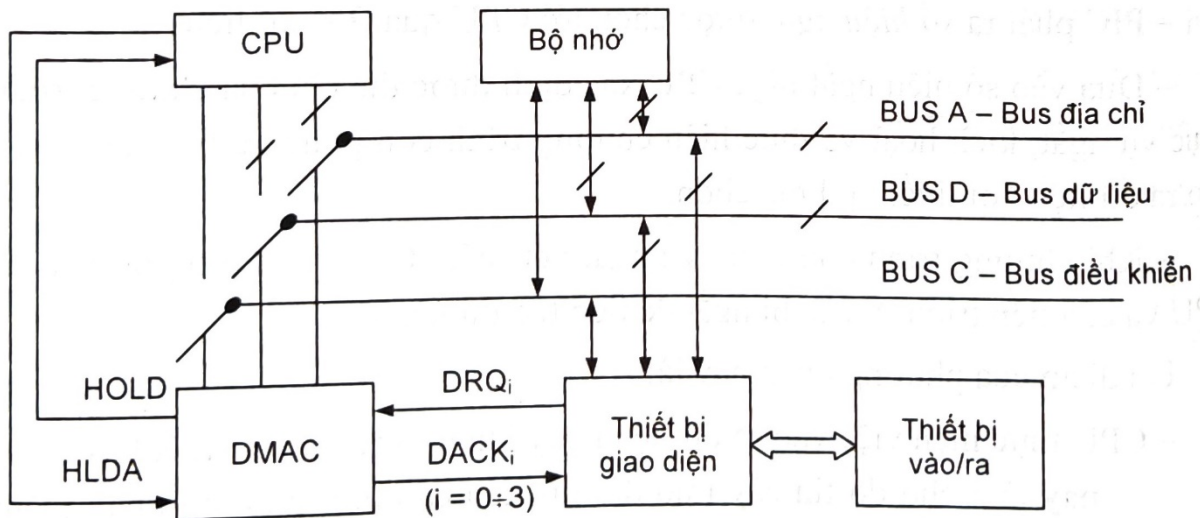 CPU
Bộ nhớ
BUS A – Bus địa chỉ
BUS D – Bus dữ liệu
BUS C – Bus điều khiển
HOLD
HLDA
DMAC
DRQi
DACKi
(i = 0÷3)
Thiết bị
giao diện
Thiết bị
vào/ra